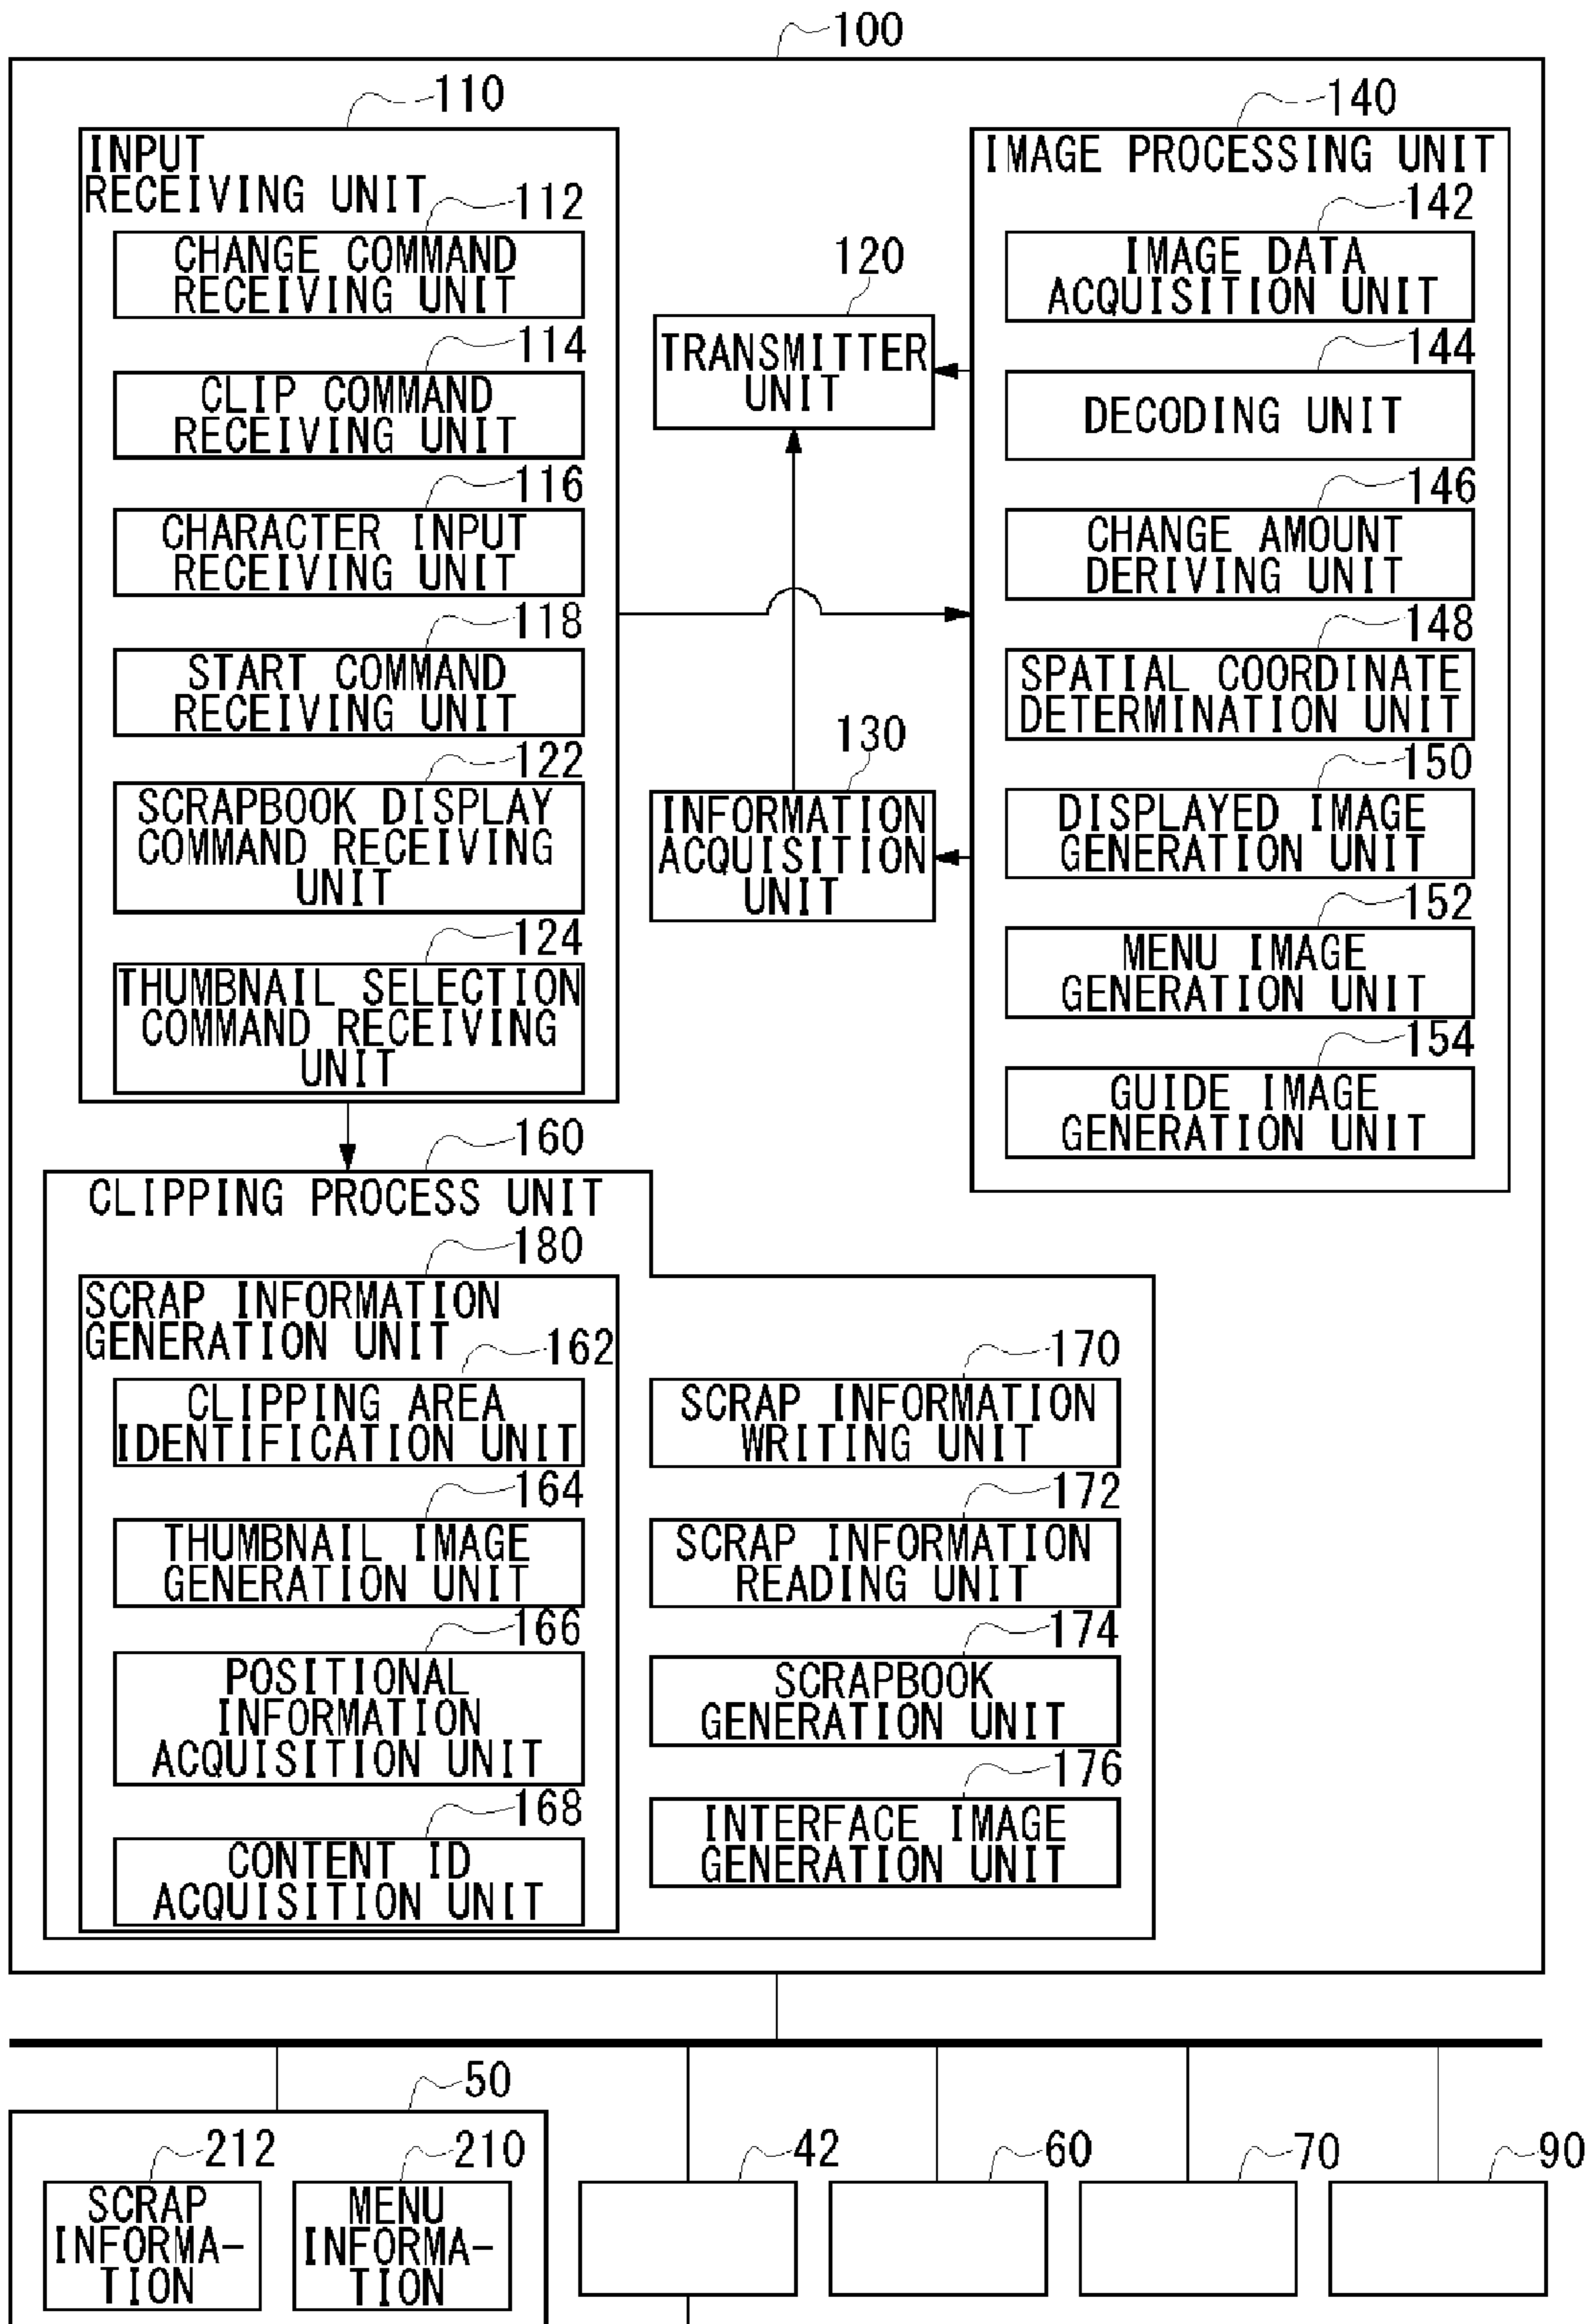 100
110
INPUT
RECEIVING UNIT
112
CHANGE COMMAND
RECEIVING UNIT
114
CLIP COMMAND
RECEIVING UNIT
116
CHARACTER INPUT
RECEIVING UNIT
118
START COMMAND
RECEIVING UNIT
122
SCRAPBOOK DISPLAY
COMMAND RECEIVING
UNIT
124
THUMBNAIL SELECTION
COMMAND RECEIVING
UNIT
120
TRANSMITTER
UNIT
130
INFORMATION
ACQUISITION
UNIT
140
IMAGE PROCESSING UNIT
142
IMAGE DATA
ACQUISITION UNIT
144
DECODING UNIT
146
CHANGE AMOUNT
DERIVING UNIT
148
SPATIAL COORDINATE
DETERMINATION UNIT
150
DISPLAYED IMAGE
GENERATION UNIT
152
MENU IMAGE
GENERATION UNIT
154
GUIDE IMAGE
GENERATION UNIT
160
CLIPPING PROCESS UNIT
180
SCRAP INFORMATION
GENERATION UNIT
162
CLIPPING AREA
IDENTIFICATION UNIT
164
THUMBNAIL IMAGE
GENERATION UNIT
166
POSITIONAL
INFORMATION
ACQUISITION UNIT
168
CONTENT ID
ACQUISITION UNIT
170
SCRAP INFORMATION
WRITING UNIT
172
SCRAP INFORMATION
READING UNIT
174
SCRAPBOOK
GENERATION UNIT
176
INTERFACE IMAGE
GENERATION UNIT
50
212
SCRAP
INFORMA-
TION
210
MENU
INFORMA-
TION
42
60
70
90